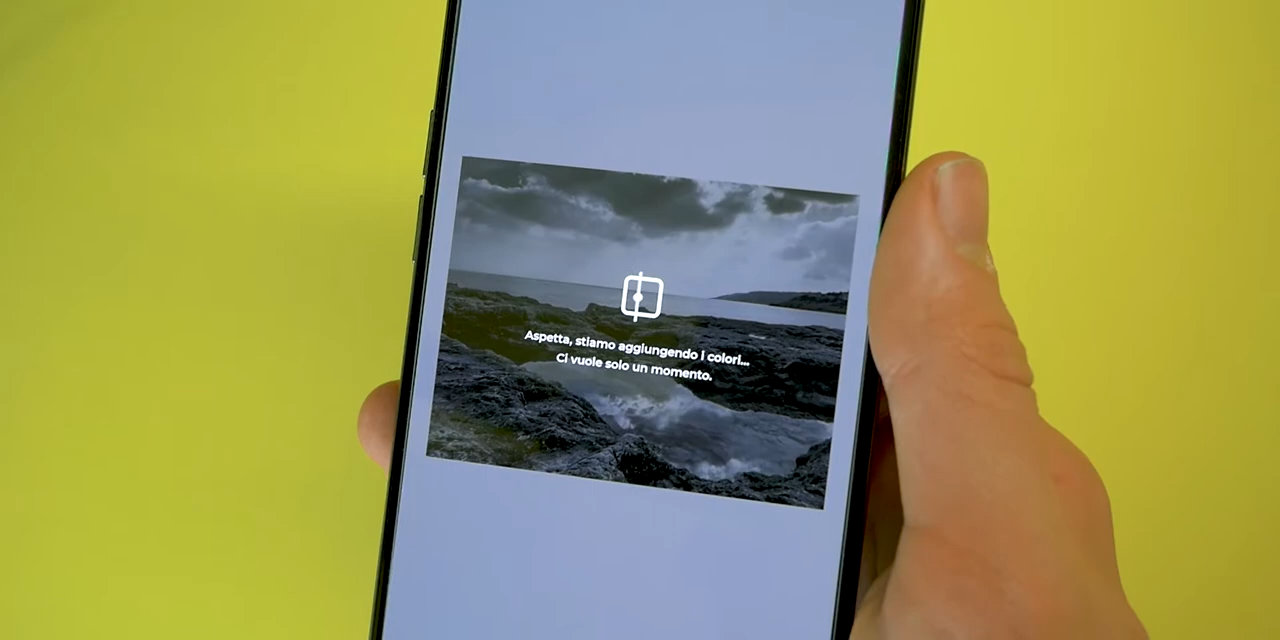 Aspetta, stiamo aggiungendo i colori...
Ci vuole solo un momento.